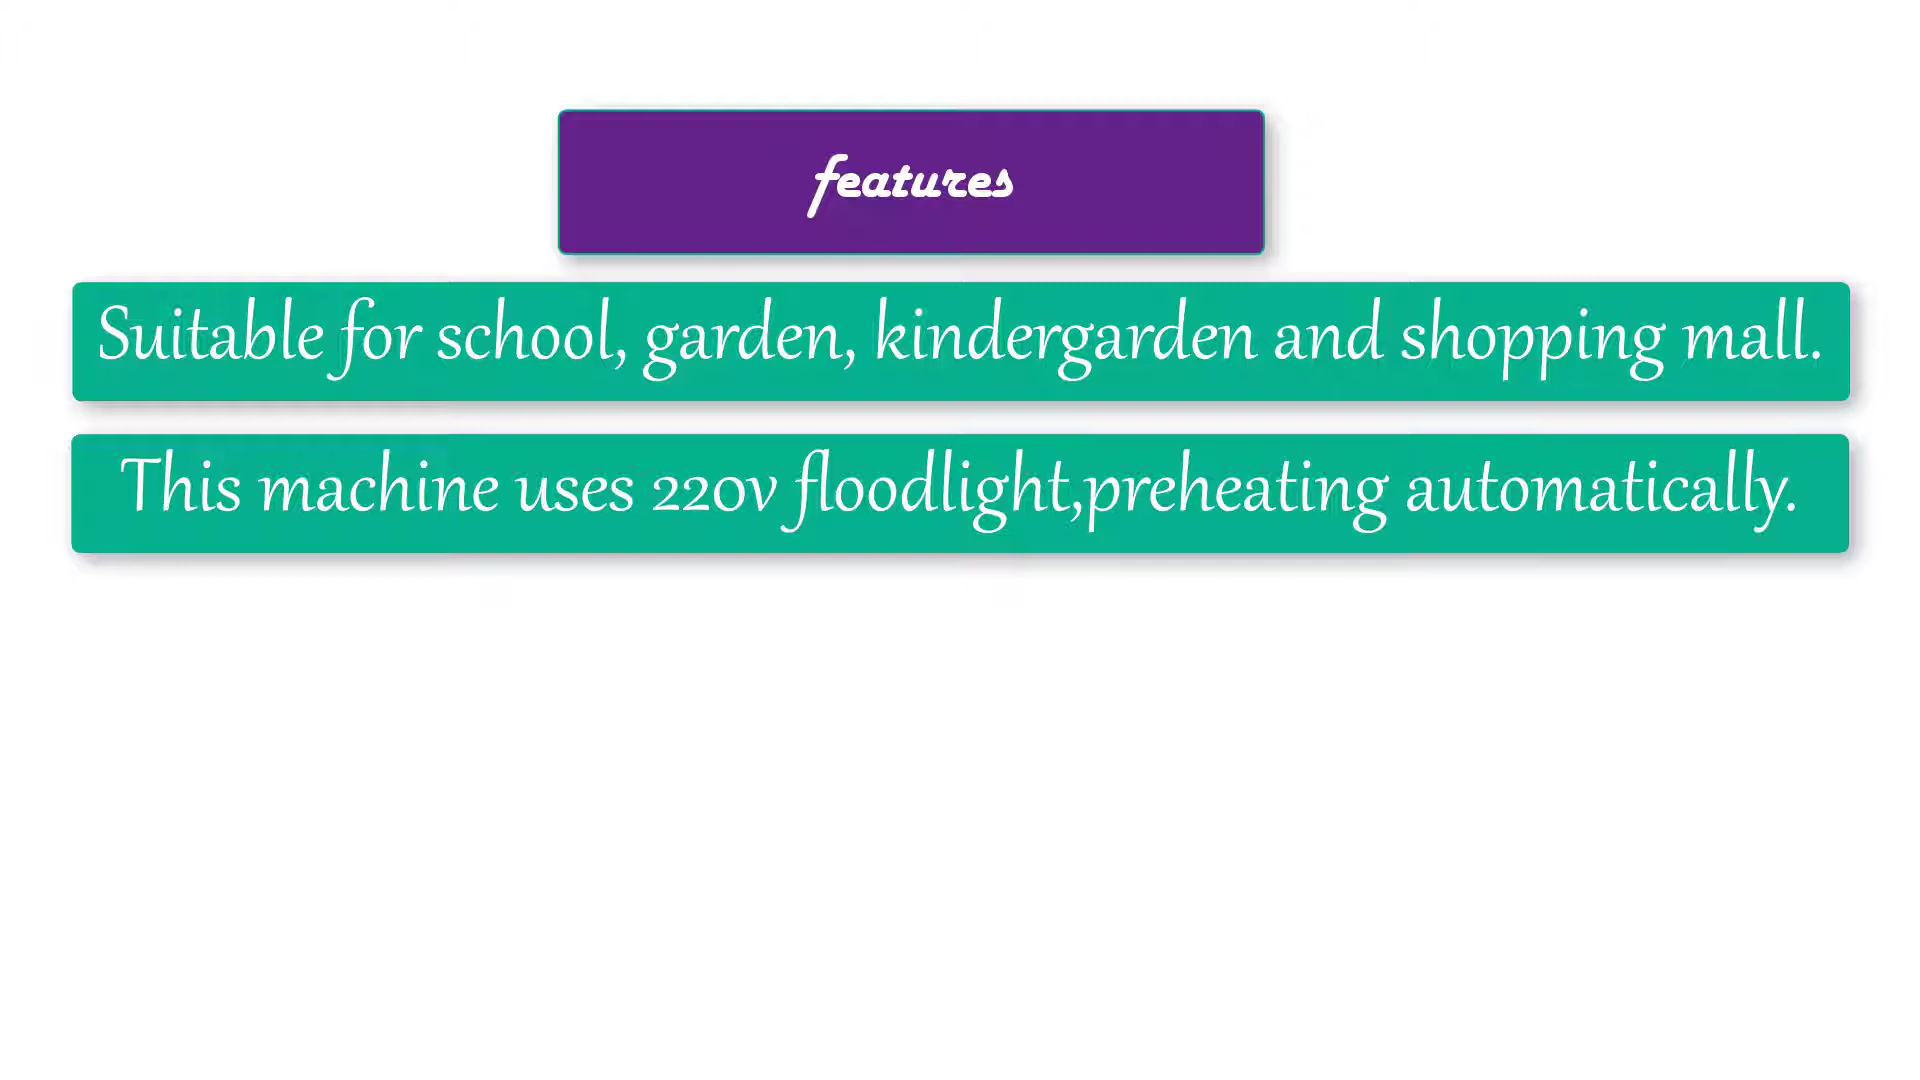 features
Suitable for school, garden, kindergarden and shopping mall.
This machine uses 220v floodlight,preheating automatically.